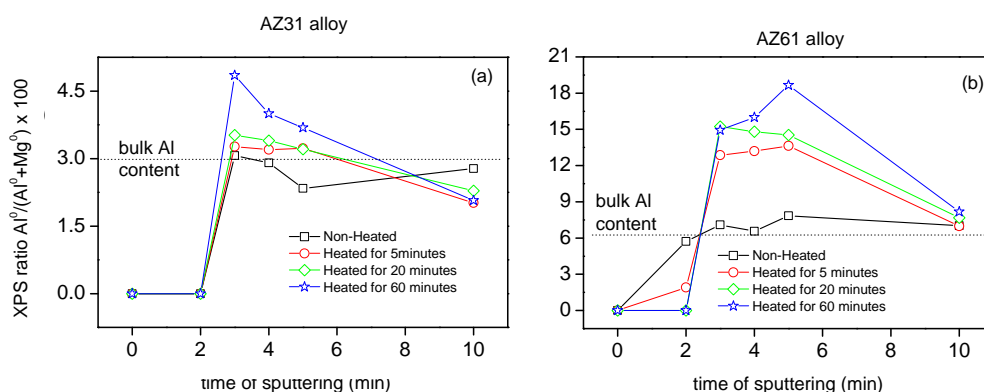 AZ31 alloy
(a)
4.5
3.0
1.5
0.0
XPS ratio Al⁰/(Al⁰+Mg⁰) x 100
bulk Al
content
Non-Heated
Heated for 5minutes
Heated for 20 minutes
Heated for 60 minutes
0 2 4 6 8 10
time of sputtering (min)
AZ61 alloy
(b)
21
18
15
12
9
6
3
0
bulk Al
content
Non-Heated
Heated for 5 minutes
Heated for 20 minutes
Heated for 60 minutes
0 2 4 6 8 10
time of sputtering (min)